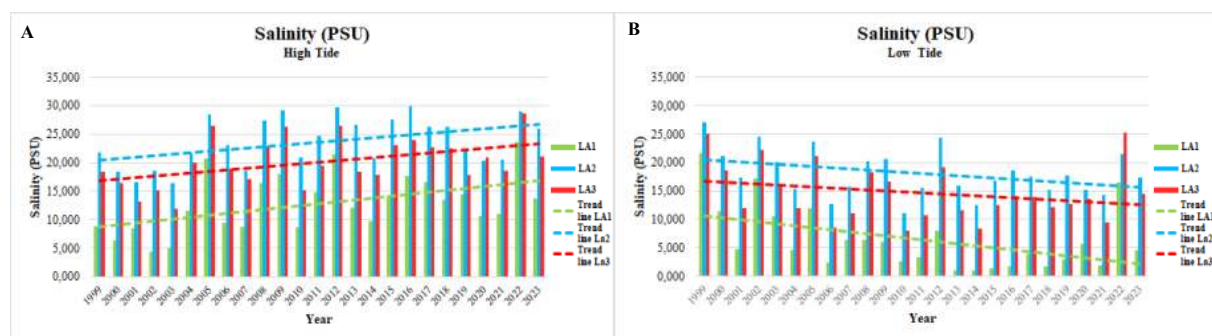 A
Salinity (PSU)
High Tide
Salinity (PSU)
35,000
30,000
25,000
20,000
15,000
10,000
5,000
0,000
1999
2000
2001
2002
2003
2004
2005
2006
2007
2008
2009
2010
2011
2012
2013
2014
2015
2016
2017
2018
2019
2020
2021
2022
2023
Year
LA1
LA2
LA3
Trend
line LA1
Trend
line La2
Trend
line La3
B
Salinity (PSU)
Low Tide
Salinity (PSU)
35,000
30,000
25,000
20,000
15,000
10,000
5,000
0,000
1999
2000
2001
2002
2003
2004
2005
2006
2007
2008
2009
2010
2011
2012
2013
2014
2015
2016
2017
2018
2019
2020
2021
2022
2023
Year
LA1
LA2
LA3
Trend
line LA1
Trend
line La2
Trend
line La3